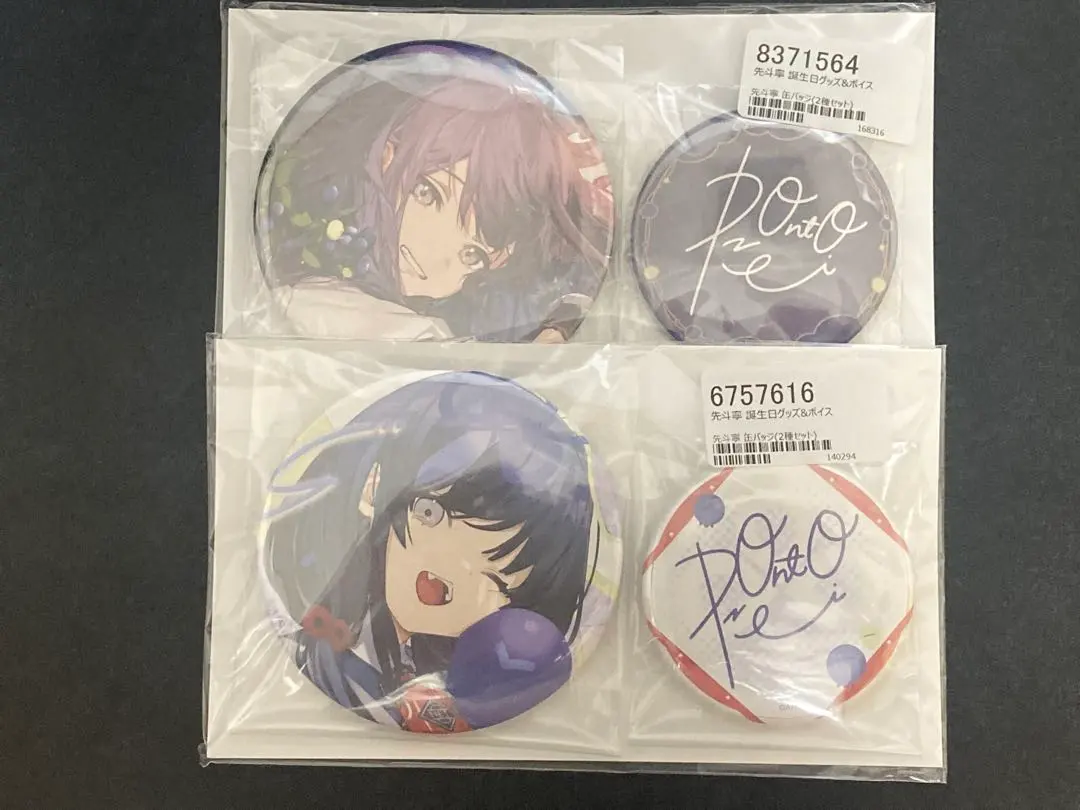 8371564
先斗寧 誕生日グッズ&ボイス
先斗寧 缶バッジ(2種セット)
168316
Ponto
Nei
6757616
先斗寧 誕生日グッズ&ボイス
先斗寧 缶バッジ(2種セット)
140294
Ponto
Nei